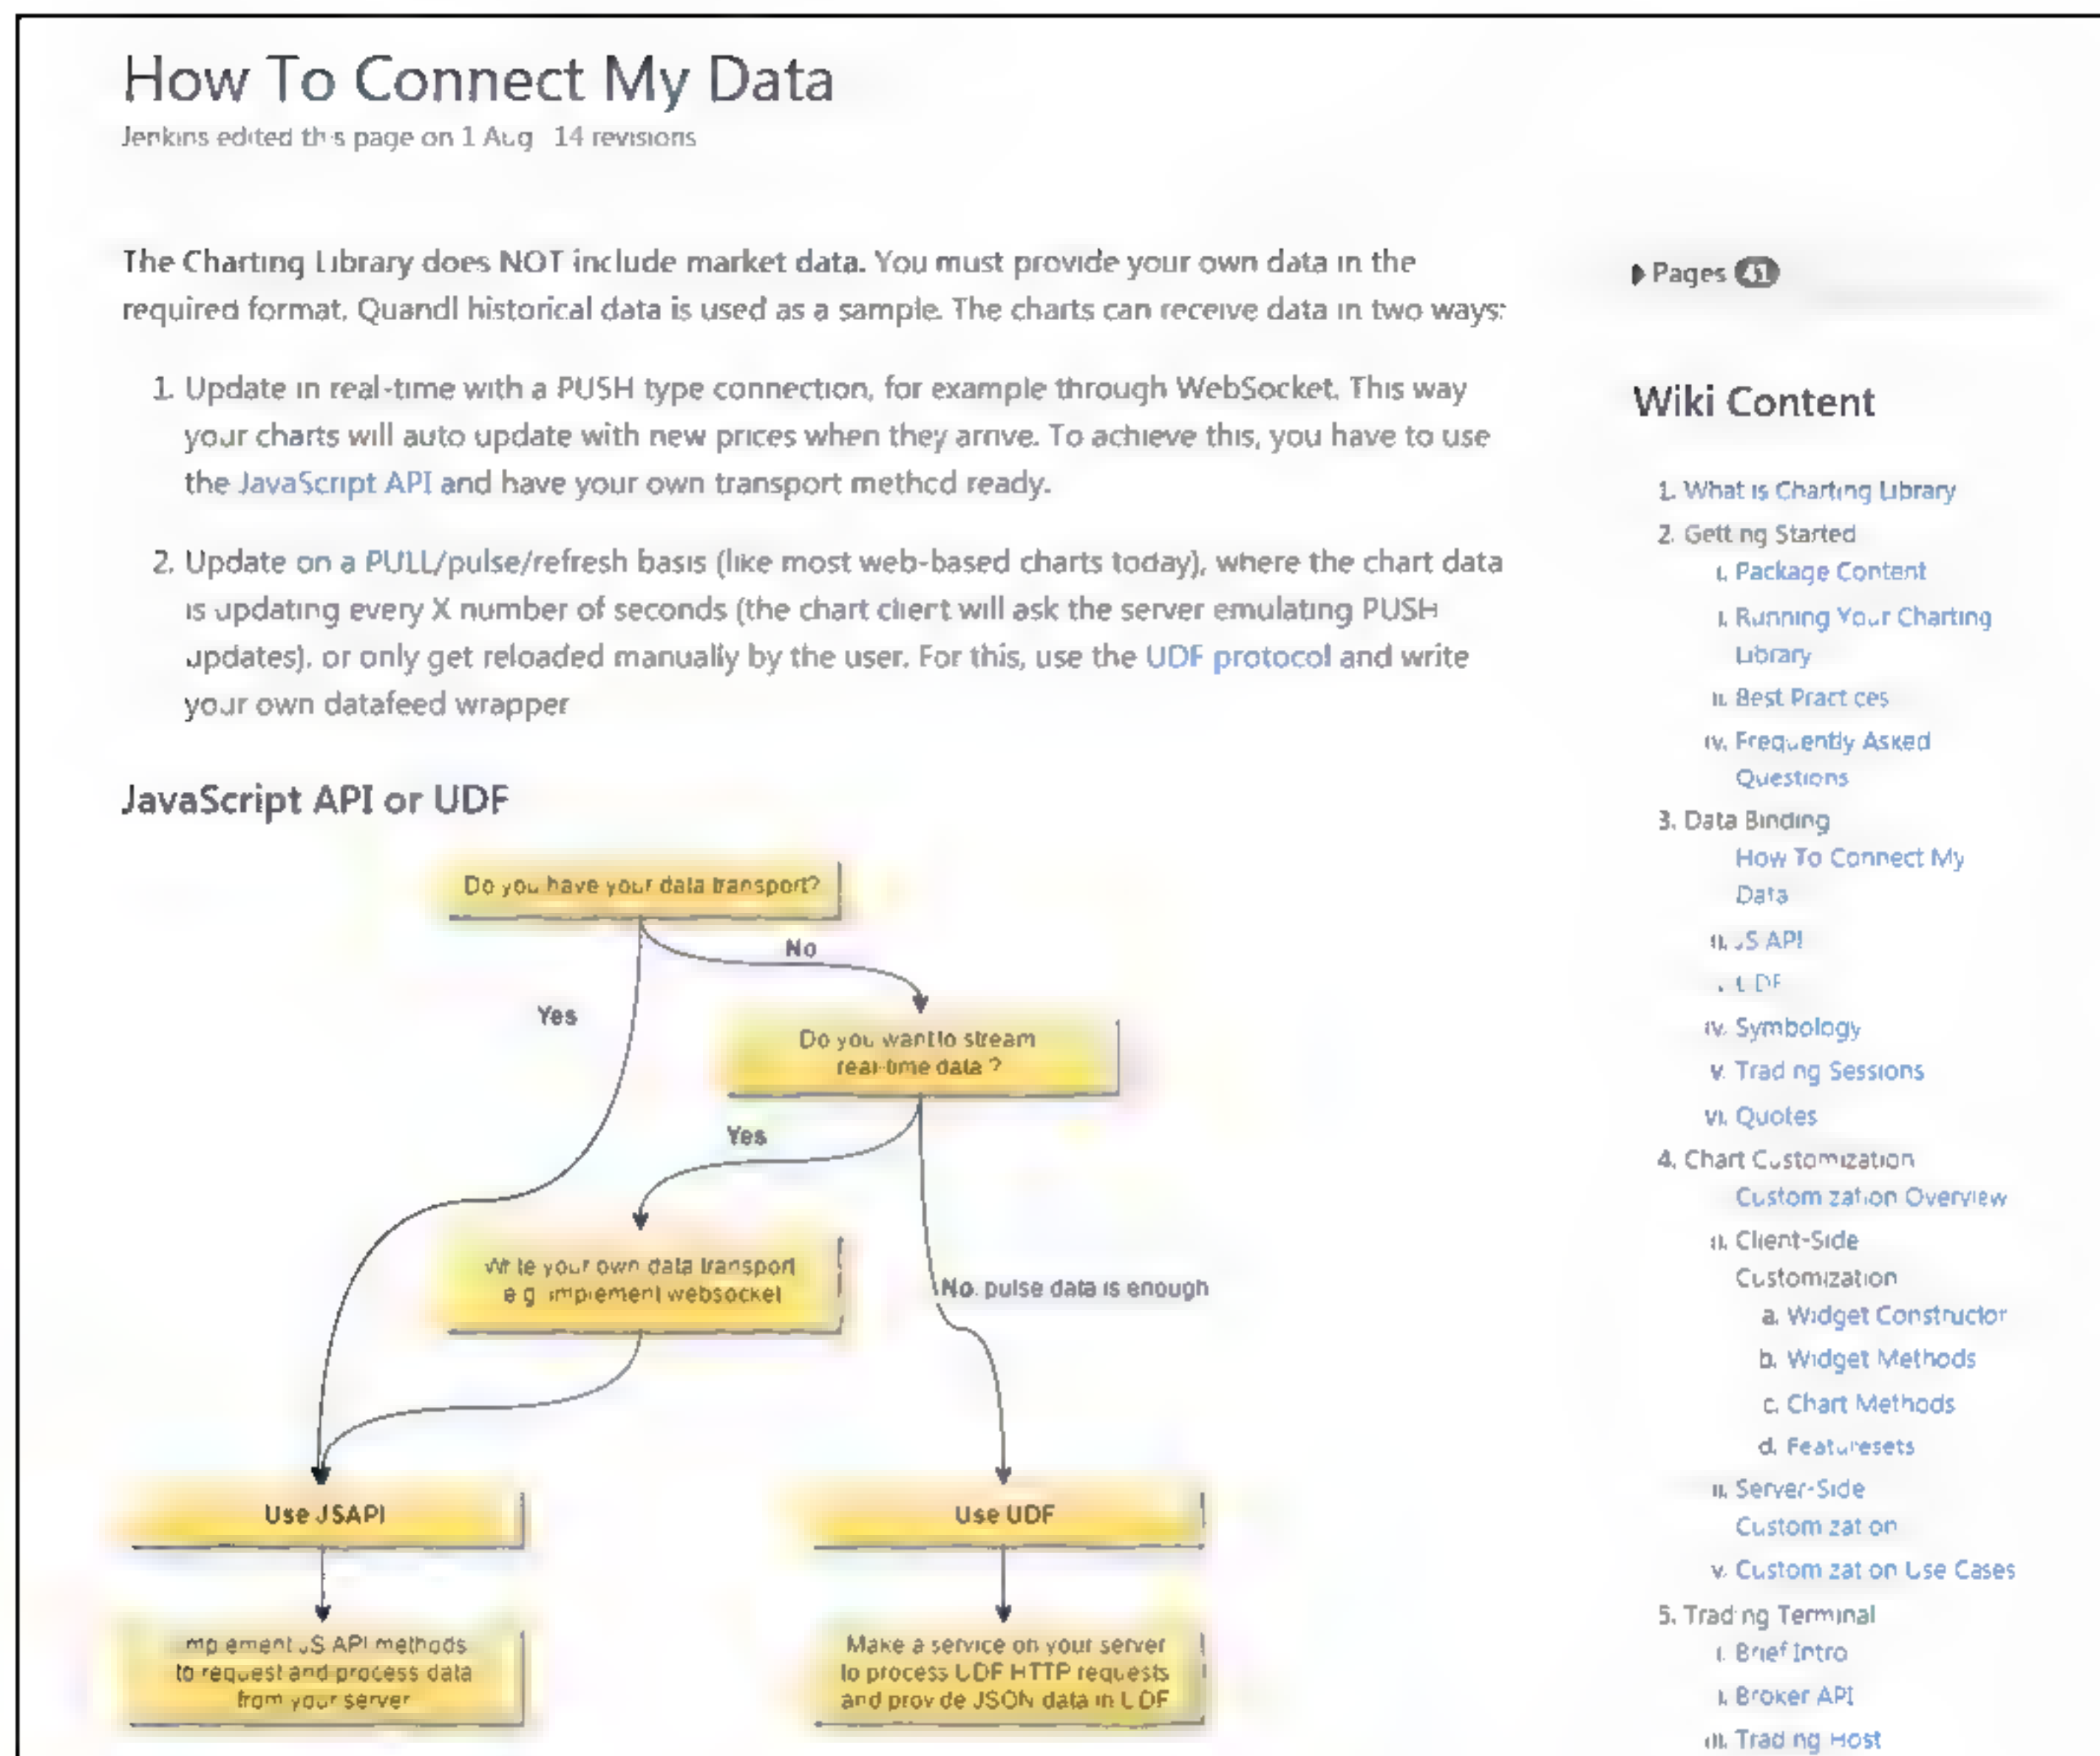 How To Connect My Data
Jenkins edited this page on 1 Aug 14 revisions
The Charting Library does NOT include market data. You must provide your own data in the
required format. Quandl historical data is used as a sample. The charts can receive data in two ways:
1. Update in real-time with a PUSH type connection, for example through WebSocket. This way
your charts will auto update with new prices when they arrive. To achieve this, you have to use
the JavaScript API and have your own transport method ready.
2. Update on a PULL/pulse/refresh basis (like most web-based charts today), where the chart data
is updating every X number of seconds (the chart client will ask the server emulating PUSH
updates), or only get reloaded manually by the user. For this, use the UDF protocol and write
your own datafeed wrapper
JavaScript API or UDF
Do you have your data transport?
No
Yes
Do you want to stream
real-time data ?
Yes
Write your own data transport
e.g. implement websocket
No, pulse data is enough
Use JSAPI
Use UDF
Implement JS API methods
to request and process data
from your server
Make a service on your server
to process UDF HTTP requests
and provide JSON data in UDF
Pages 41
Wiki Content
1. What is Charting Library
2. Getting Started
i. Package Content
Running Your Charting
Library
Best Practices
iv. Frequently Asked
Questions
3. Data Binding
How To Connect My
Data
ii. JS API
UDF
iv. Symbology
v. Trading Sessions
vi. Quotes
4. Chart Customization
Customization Overview
ii. Client-Side
Customization
a. Widget Constructor
b. Widget Methods
c. Chart Methods
d. Featuresets
Server-Side
Customization
Customization Use Cases
5. Trading Terminal
i. Brief Intro
Broker API
iii. Trading Host